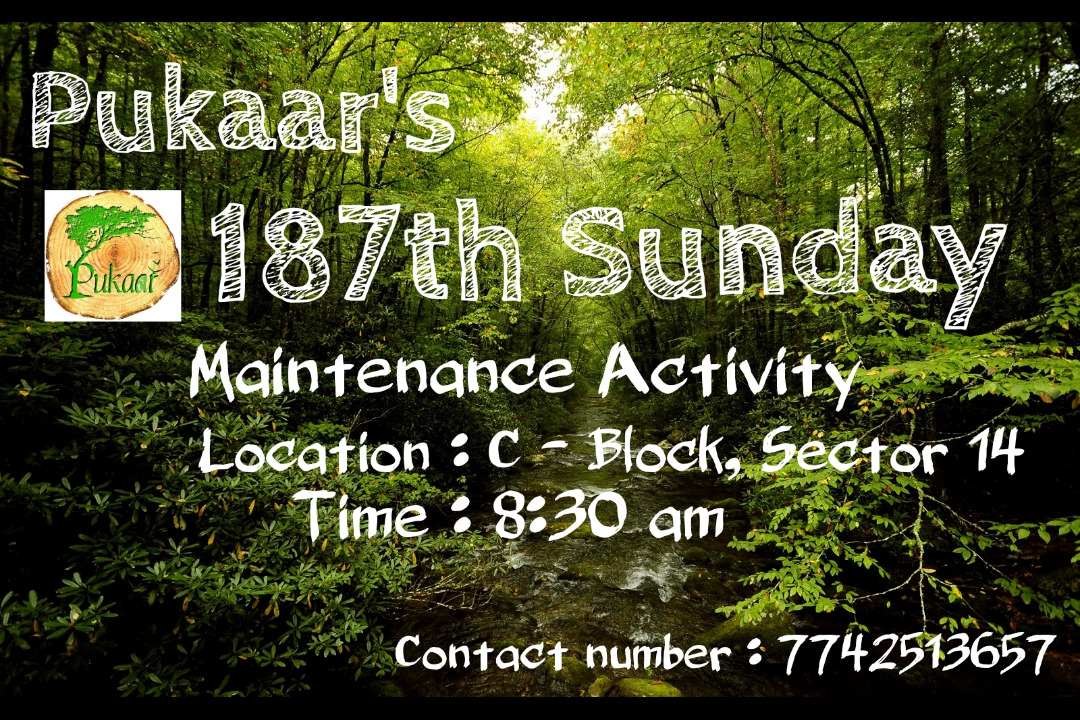 Pukaar's
Pukaar
187th Sunday
Maintenance Activity
Location : C - Block, Sector 14
Time : 8:30 am
Contact number : 7742513657